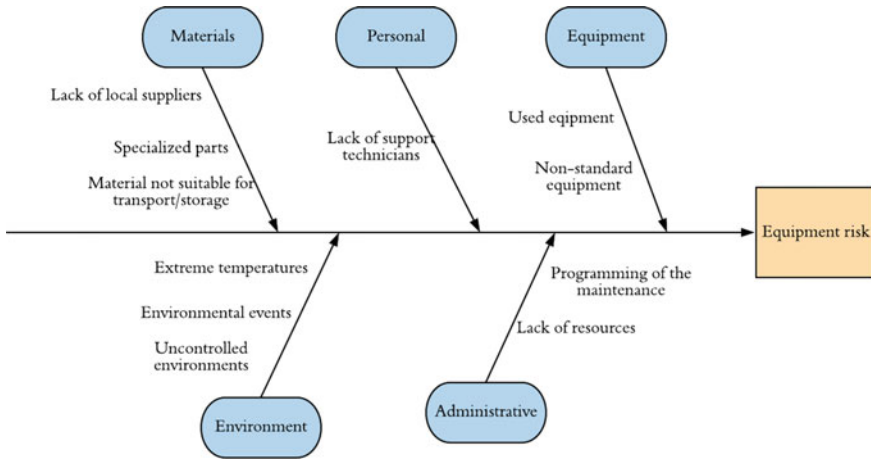 Materials
Personal
Equipment
Lack of local suppliers
Specialized parts
Material not suitable for
transport/storage
Lack of support
technicians
Used eqipment
Non-standard
equipment
Equipment risk
Extreme temperatures
Environmental events
Uncontrolled
environments
Programming of the
maintenance
Lack of resources
Environment
Administrative